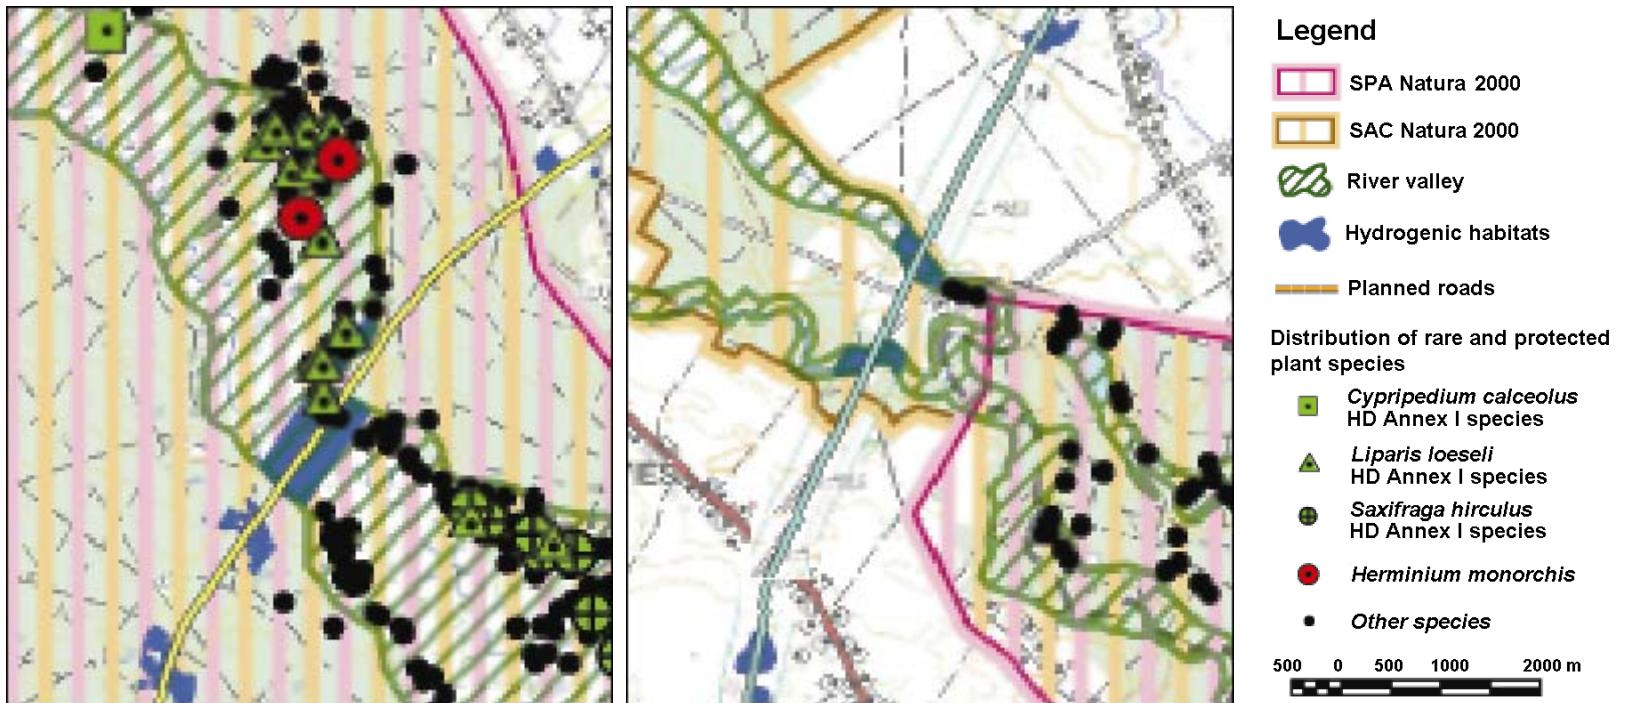 14
TES
Legend
SPA Natura 2000
SAC Natura 2000
River valley
Hydrogenic habitats
Planned roads
Distribution of rare and protected
plant species
Cypripedium calceolus
HD Annex I species
Liparis loeseli
HD Annex I species
Saxifraga hirculus
HD Annex I species
Herminium monorchis
Other species
500 0 500 1000 2000 m